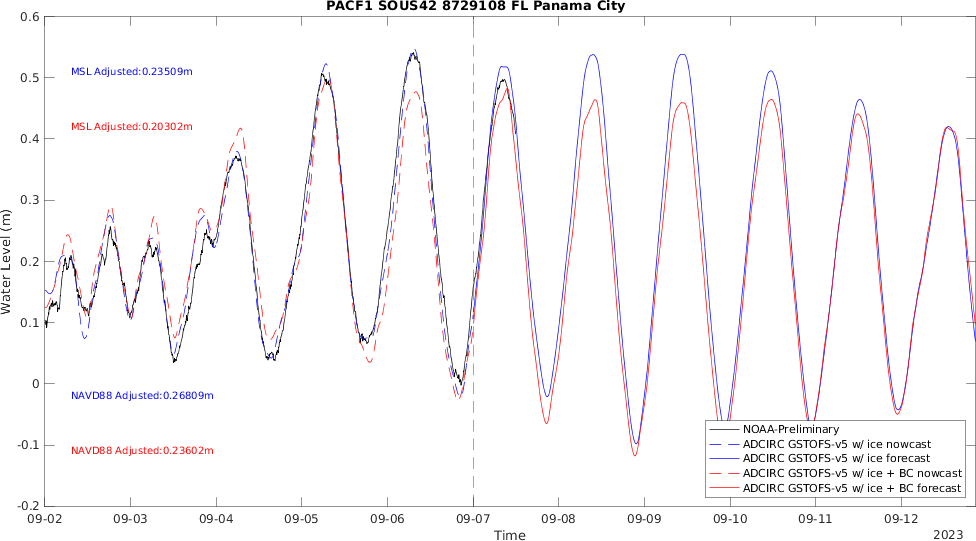 PACF1 SOUS42 8729108 FL Panama City
0.6
0.5
0.4
0.3
0.2
0.1
0
-0.1
-0.2
Water Level (m)
MSL Adjusted:0.23509m
MSL Adjusted:0.20302m
NAVD88 Adjusted:0.26809m
NAVD88 Adjusted:0.23602m
NOAA-Preliminary
ADCIRC GSTOFS-v5 w/ ice nowcast
ADCIRC GSTOFS-v5 w/ ice forecast
ADCIRC GSTOFS-v5 w/ ice + BC nowcast
ADCIRC GSTOFS-v5 w/ ice + BC forecast
09-02 09-03 09-04 09-05 09-06 09-07 09-08 09-09 09-10 09-11 09-12
Time
2023